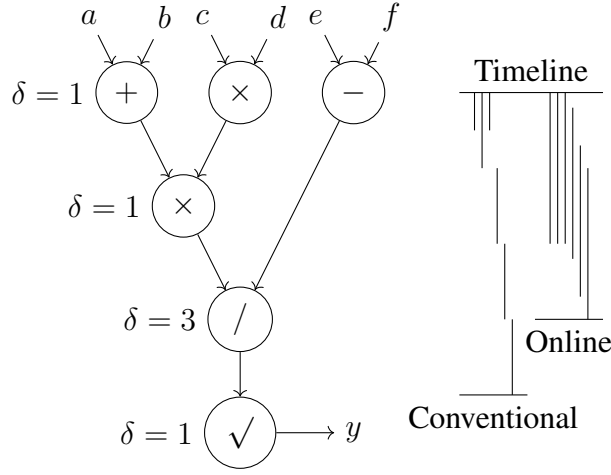 a b c d e f
Timeline
δ = 1 + × −
δ = 1 ×
δ = 3 /
Online
Conventional
δ = 1 √ y